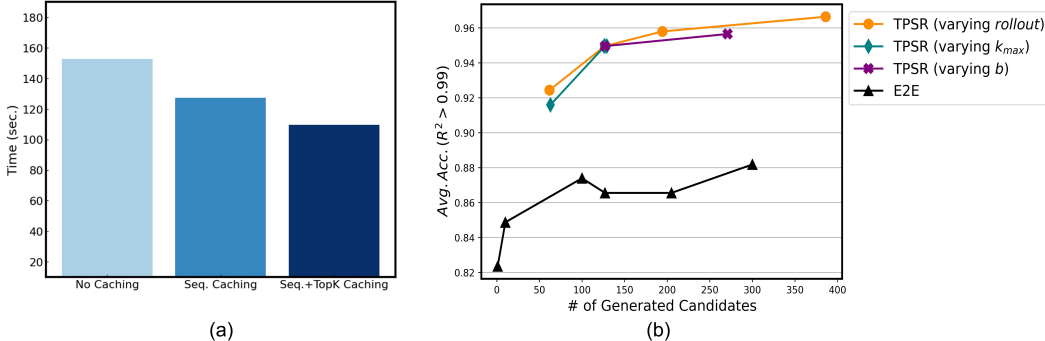 180
160
140
120
100
80
60
40
20
Time (sec.)
No Caching
Seq. Caching
Seq.+TopK Caching
(a)
0.96
0.94
0.92
0.90
0.88
0.86
0.84
0.82
Avg. Acc. (R² > 0.99)
0
50
100
150
200
250
300
350
400
# of Generated Candidates
(b)
TPSR (varying rollout)
TPSR (varying kₘₐₓ)
TPSR (varying b)
E2E